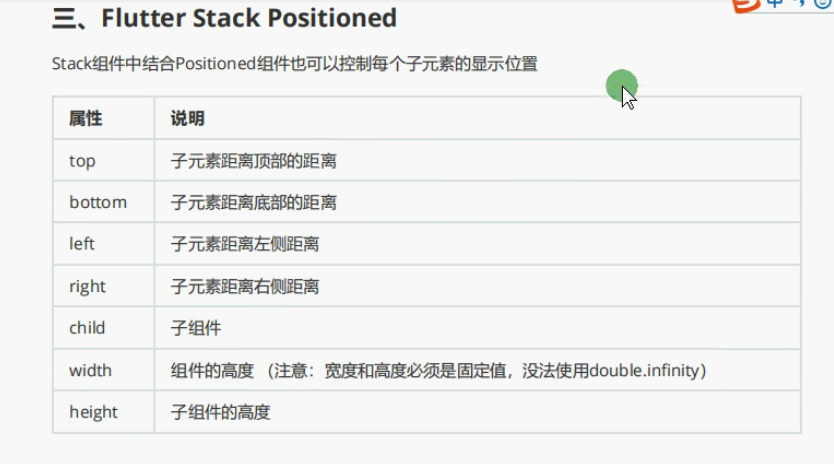 三、Flutter Stack Positioned
Stack组件中结合Positioned组件也可以控制每个子元素的显示位置
属性 说明
top 子元素距离顶部的距离
bottom 子元素距离底部的距离
left 子元素距离左侧距离
right 子元素距离右侧距离
child 子组件
width 组件的高度 （注意：宽度和高度必须是固定值，没法使用double.infinity）
height 子组件的高度